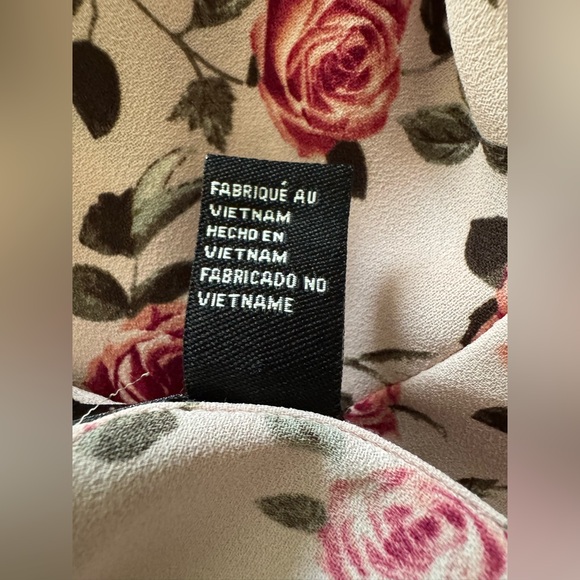 FABRIQUÉ AU
VIETNAM
HECHO EN
VIETNAM
FABRICADO NO
VIETNAME